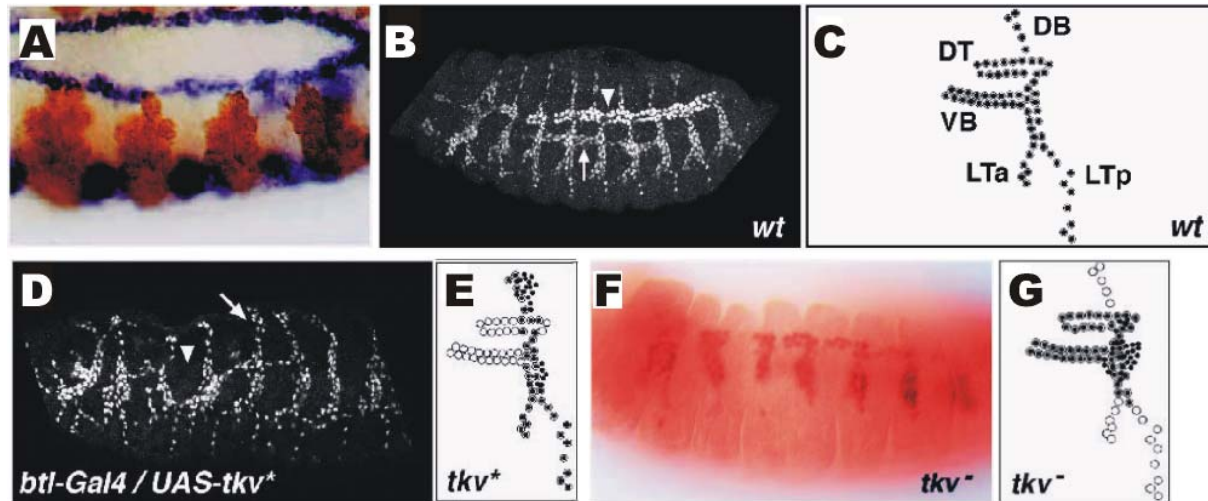 A
B
wt
C
DB
DT
VB
LTa
LTp
wt
D
btl-Gal4 / UAS-tkv*
E
tkv*
F
tkv-
G
tkv-